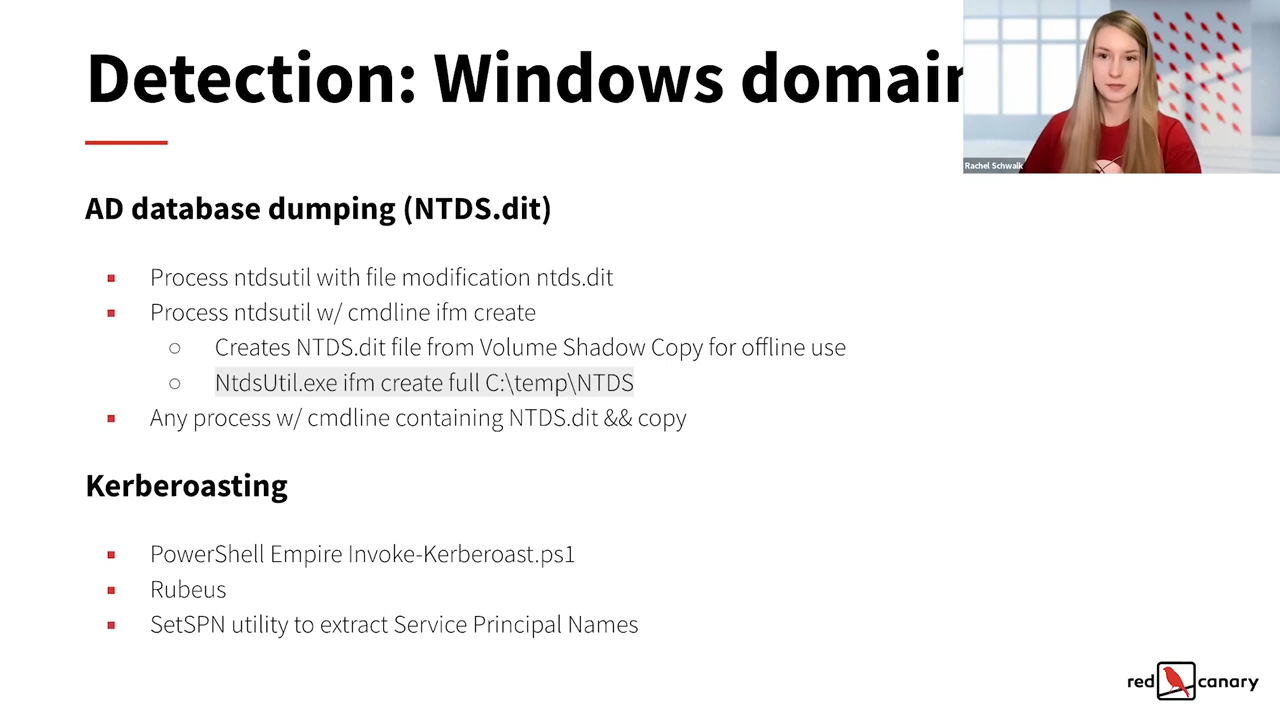 Detection: Windows domain
Rachel Schwalk
AD database dumping (NTDS.dit)
Process ntdsutil with file modification ntds.dit
Process ntdsutil w/ cmdline ifm create
Creates NTDS.dit file from Volume Shadow Copy for offline use
NtdsUtil.exe ifm create full C:\temp\NTDS
Any process w/ cmdline containing NTDS.dit && copy
Kerberoasting
PowerShell Empire Invoke-Kerberoast.ps1
Rubeus
SetSPN utility to extract Service Principal Names
red canary